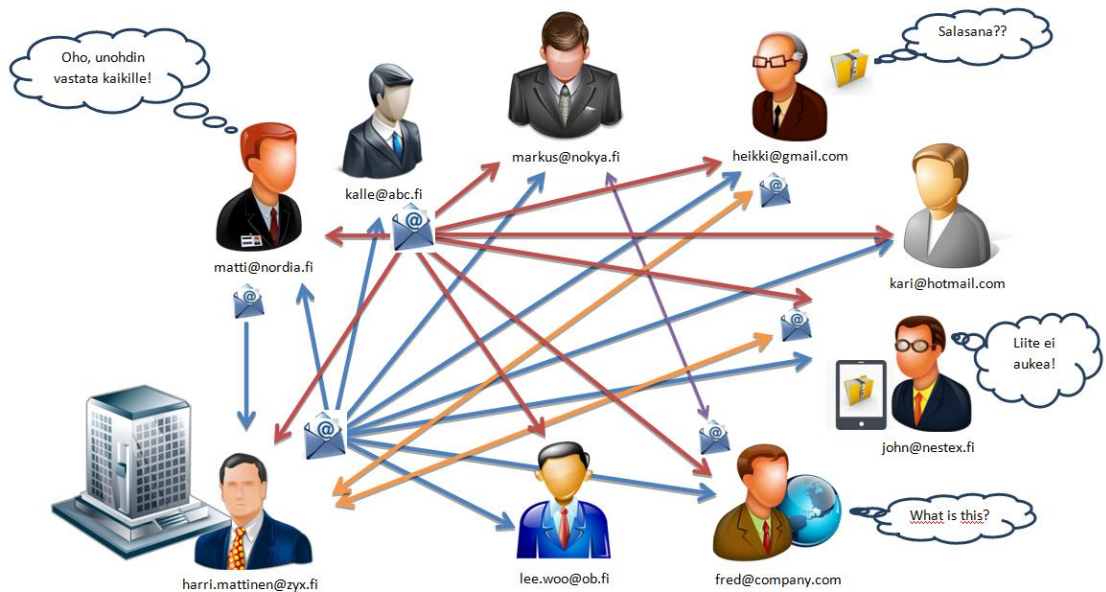 Oho, unohdin
vastata kaikille!
Salasana??
markus@nokya.fi
heikki@gmail.com
kalle@abc.fi
matti@nordia.fi
kari@hotmail.com
Liite ei
aukea!
john@nestex.fi
What is this?
harri.mattinen@zyx.fi
lee.woo@ob.fi
fred@company.com